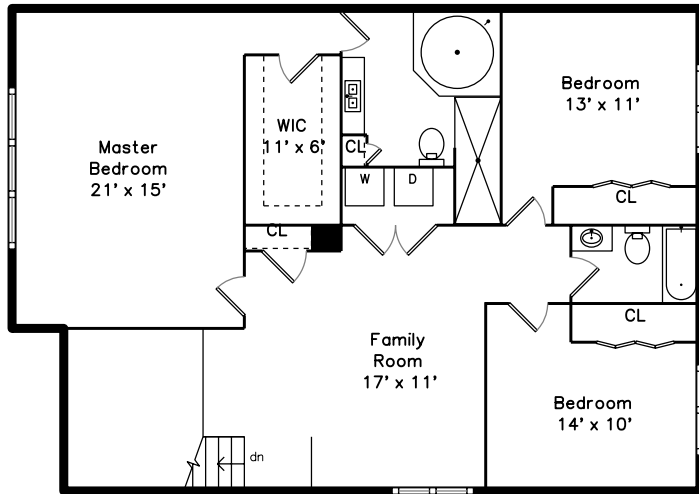 Master
Bedroom
21' x 15'
WIC
11' x 6'
CL
W
D
CL
Bedroom
13' x 11'
CL
CL
Family
Room
17' x 11'
Bedroom
14' x 10'
dn